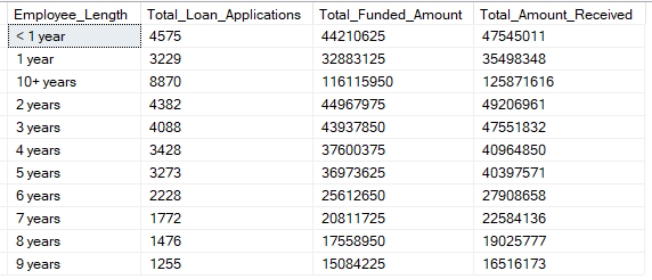 Employee_Length Total_Loan_Applications Total_Funded_Amount Total_Amount_Received
< 1 year 4575 44210625 47545011
1 year 3229 32883125 35498348
10+ years 8870 116115950 125871616
2 years 4382 44967975 49206961
3 years 4088 43937850 47551832
4 years 3428 37600375 40964850
5 years 3273 36973625 40397571
6 years 2228 25612650 27908658
7 years 1772 20811725 22584136
8 years 1476 17558950 19025777
9 years 1255 15084225 16516173